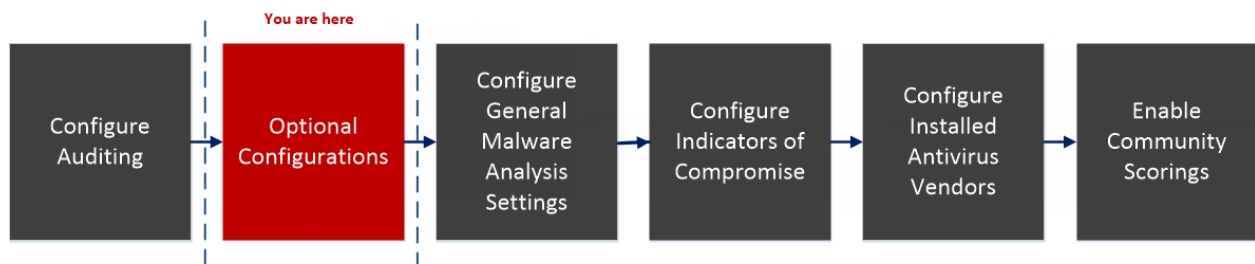 You are here
Configure
Auditing
Optional
Configurations
Configure
General
Malware
Analysis
Settings
Configure
Indicators of
Compromise
Configure
Installed
Antivirus
Vendors
Enable
Community
Scorings